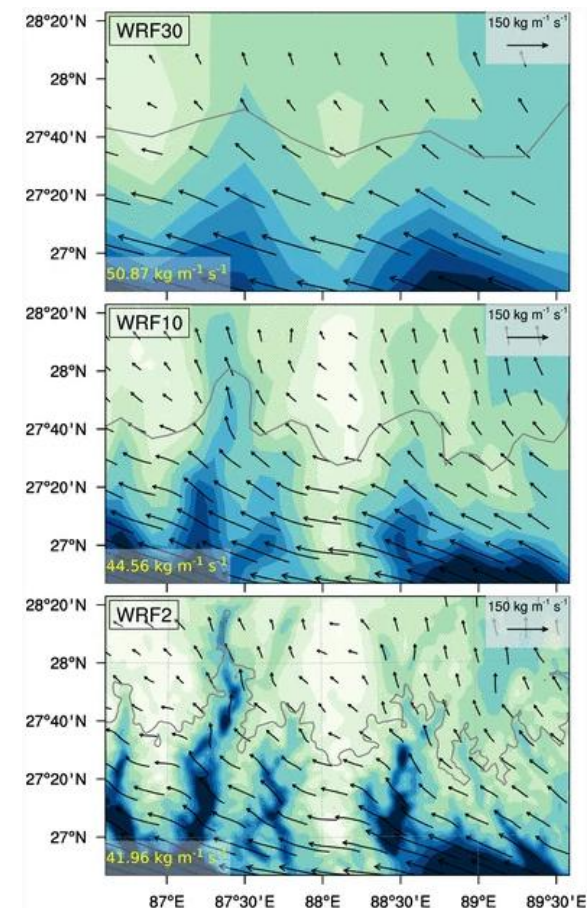 28°20'N
WRF30
150 kg m⁻¹ s⁻¹
28°N
27°40'N
27°20'N
27°N
50.87 kg m⁻¹ s⁻¹
28°20'N
WRF10
150 kg m⁻¹ s⁻¹
28°N
27°40'N
27°20'N
27°N
44.56 kg m⁻¹ s⁻¹
28°20'N
WRF2
150 kg m⁻¹ s⁻¹
28°N
27°40'N
27°20'N
27°N
41.96 kg m⁻¹ s⁻¹
87°E 87°30'E 88°E 88°30'E 89°E 89°30'E